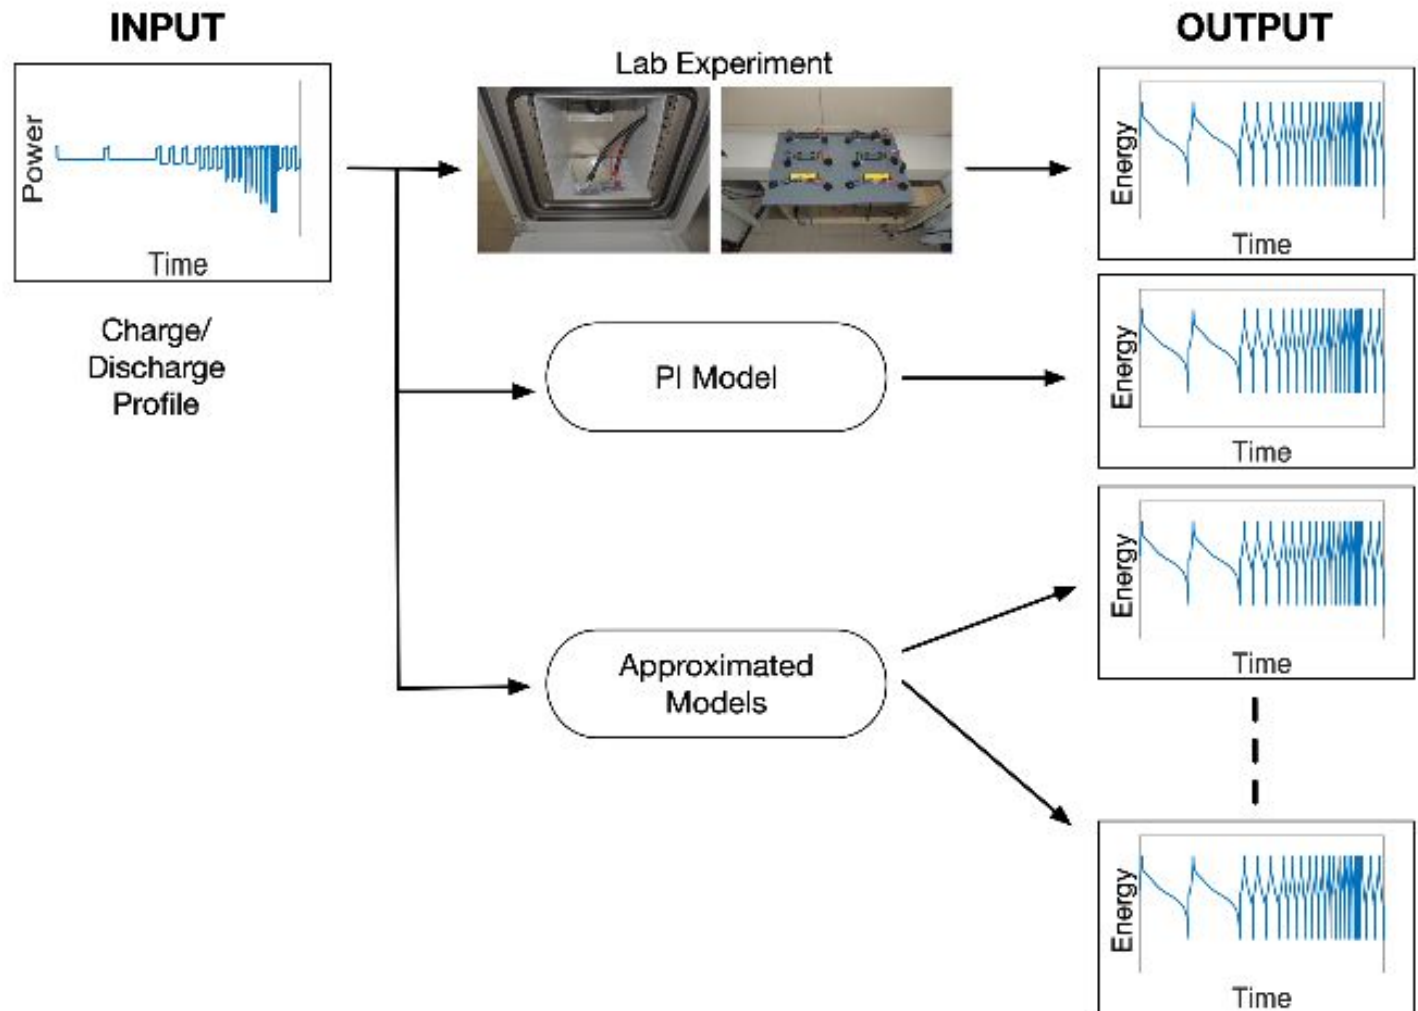 INPUT
OUTPUT
Lab Experiment
Power
Time
Energy
Time
Charge/
Discharge
Profile
PI Model
Energy
Time
Approximated
Models
Energy
Time
Energy
Time